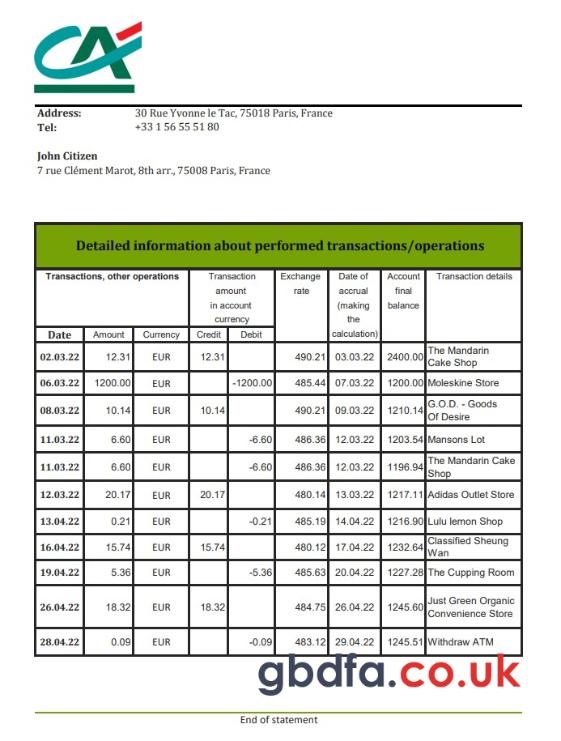 CA
Address: 30 Rue Yvonne le Tac, 75018 Paris, France
Tel: +33 1 56 55 51 80
John Citizen
7 rue Clément Marot, 8th arr., 75008 Paris, France
Detailed information about performed transactions/operations
Transactions, other operations Transaction amount in account currency Exchange rate Date of accrual (making the calculation) Account final balance Transaction details
Date Amount Currency Credit Debit
02.03.22 12.31 EUR 12.31 490.21 03.03.22 2400.00 The Mandarin Cake Shop
06.03.22 1200.00 EUR -1200.00 485.44 07.03.22 1200.00 Moleskine Store
08.03.22 10.14 EUR 10.14 490.21 09.03.22 1210.14 G.O.D. - Goods Of Desire
11.03.22 6.60 EUR -6.60 486.36 12.03.22 1203.54 Mansons Lot
11.03.22 6.60 EUR -6.60 486.36 12.03.22 1196.94 The Mandarin Cake Shop
12.03.22 20.17 EUR 20.17 480.14 13.03.22 1217.11 Adidas Outlet Store
13.04.22 0.21 EUR -0.21 485.19 14.04.22 1216.90 Lulu lemon Shop
16.04.22 15.74 EUR 15.74 480.12 17.04.22 1232.64 Classified Sheung Wan
19.04.22 5.36 EUR -5.36 485.63 20.04.22 1227.28 The Cupping Room
26.04.22 18.32 EUR 18.32 484.75 26.04.22 1245.60 Just Green Organic Convenience Store
28.04.22 0.09 EUR -0.09 483.12 29.04.22 1245.51 Withdraw ATM
gbdfa.co.uk
End of statement